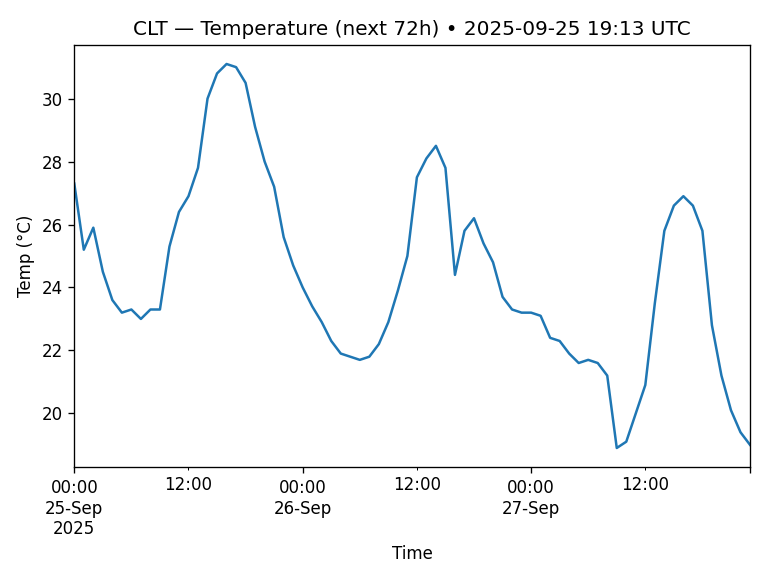 CLT — Temperature (next 72h) • 2025-09-25 19:13 UTC
Temp (°C)
30
28
26
24
22
20
00:00 12:00 00:00 12:00 00:00 12:00
25-Sep 26-Sep 27-Sep
2025
Time